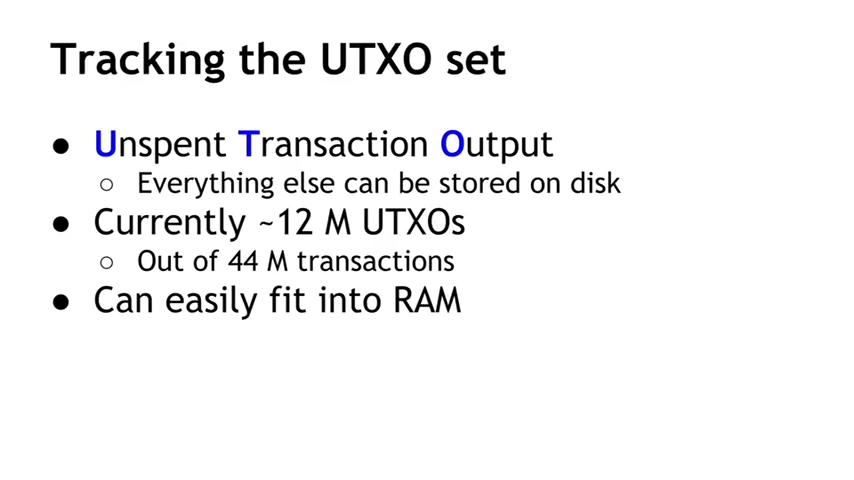 Tracking the UTXO set
● Unspent Transaction Output
○ Everything else can be stored on disk
● Currently ~12 M UTXOs
○ Out of 44 M transactions
● Can easily fit into RAM